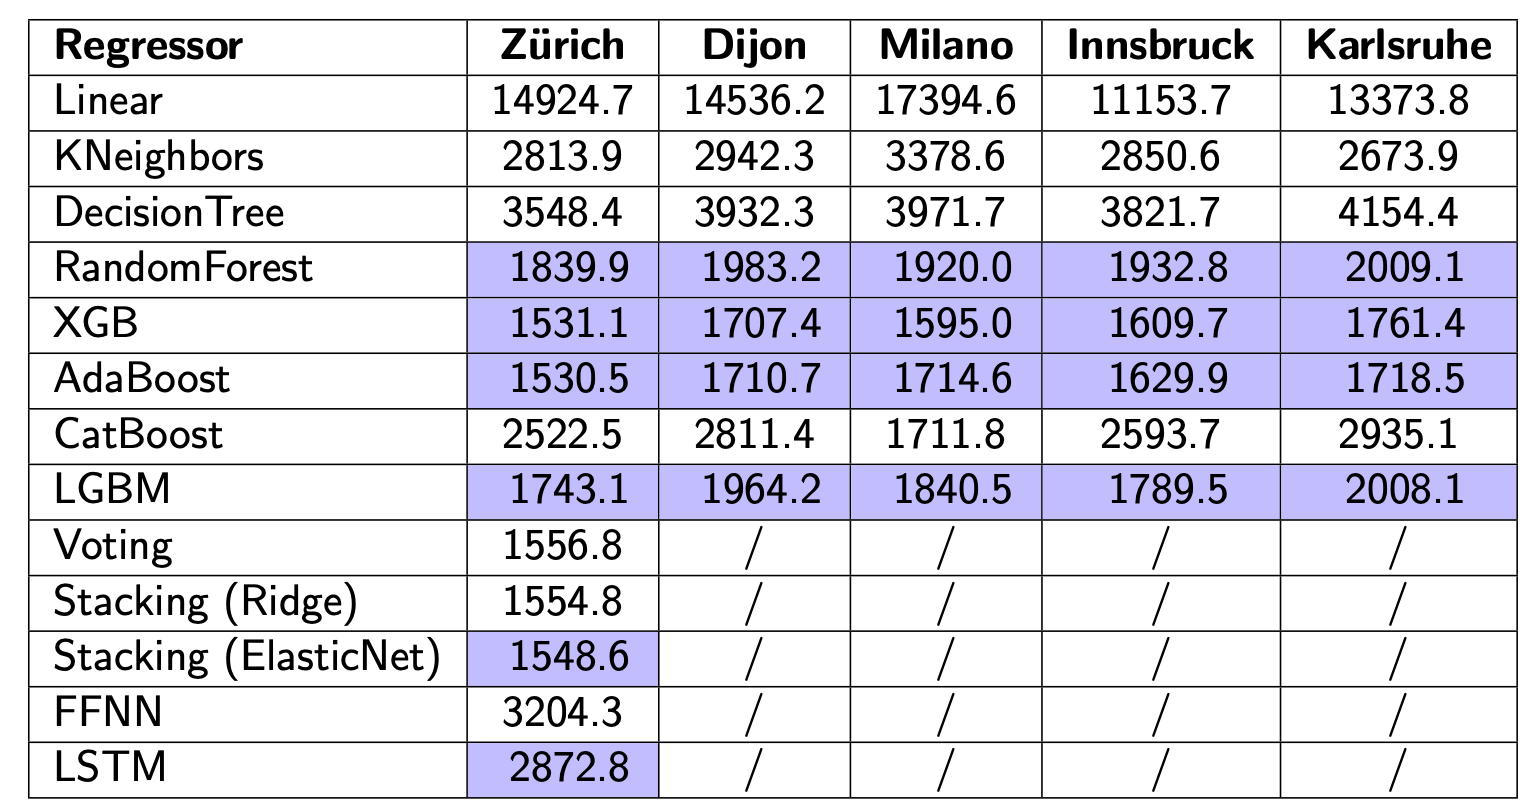 Regressor Zürich Dijon Milano Innsbruck Karlsruhe
Linear 14924.7 14536.2 17394.6 11153.7 13373.8
KNeighbors 2813.9 2942.3 3378.6 2850.6 2673.9
DecisionTree 3548.4 3932.3 3971.7 3821.7 4154.4
RandomForest 1839.9 1983.2 1920.0 1932.8 2009.1
XGB 1531.1 1707.4 1595.0 1609.7 1761.4
AdaBoost 1530.5 1710.7 1714.6 1629.9 1718.5
CatBoost 2522.5 2811.4 1711.8 2593.7 2935.1
LGBM 1743.1 1964.2 1840.5 1789.5 2008.1
Voting 1556.8 / / / /
Stacking (Ridge) 1554.8 / / / /
Stacking (ElasticNet) 1548.6 / / / /
FFNN 3204.3 / / / /
LSTM 2872.8 / / / /